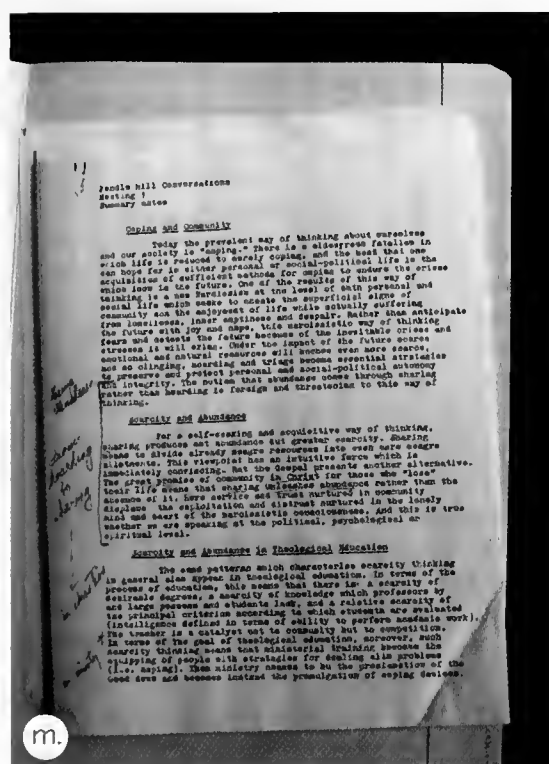 Pendle Hill Conversations
Meeting 1
Summary notes
Coping and Community
Today the prevalent way of thinking about ourselves
and our society is "coping." There is a widespread fatalism in
which life is reduced to merely coping, and the best that one
can hope for is either personal or social-political life is the
acquisition of sufficient methods for coping to endure the crises
which loom in the future. One of the results of this way of
thinking is a new Narcissism at the level of both personal and
social life which seeks to create the superficial signs of
community and the enjoyment of life while actually suffering
from loneliness, inner emptiness and despair. Rather than anticipate
the future with joy and hope, this narcissistic way of thinking
fears and detests the future because of the inevitable crises and
stresses it will bring. Under the impact of the future scarce
emotional and natural resources will become even more scarce,
and so clinging, hoarding and triage become essential strategies
to preserve and protect personal and social-political autonomy
and integrity. The notion that abundance comes through sharing
rather than hoarding is foreign and threatening to this way of
thinking.
Scarcity and Abundance
For a self-seeking and acquisitive way of thinking,
sharing produces not abundance but greater scarcity. Sharing
means to divide already meagre resources into even more meagre
allotments. This viewpoint has an intuitive force which is
immediately convincing. But the Gospel presents another alternative.
The great promise of community in Christ for those who "lose"
their life means that sharing unleashes abundance rather than the
absence of it. Here service and trust nurtured in community
displace the exploitation and distrust nurtured in the lonely
mind and heart of the narcissistic consciousness. And this is true
whether we are speaking at the political, psychological or
spiritual level.
Scarcity and Abundance in Theological Education
The same patterns which characterize scarcity thinking
in general also appear in theological education. In terms of the
process of education, this means that there is: A scarcity of
desirable degrees, a scarcity of knowledge which professors by
and large possess and students lack, and a relative scarcity of
the principal criterion according to which students are evaluated
(intelligence defined in terms of ability to perform academic work).
The teacher is a catalyst not to community but to competition.
In terms of the goal of theological education, moreover, such
scarcity thinking means that ministerial training becomes the
equipping of people with strategies for dealing with problems
(i.e. coping). Then ministry ceases to be the proclamation of the
Good News and becomes instead the promulgation of coping devices.
from
hoarding
to
sharing
m.